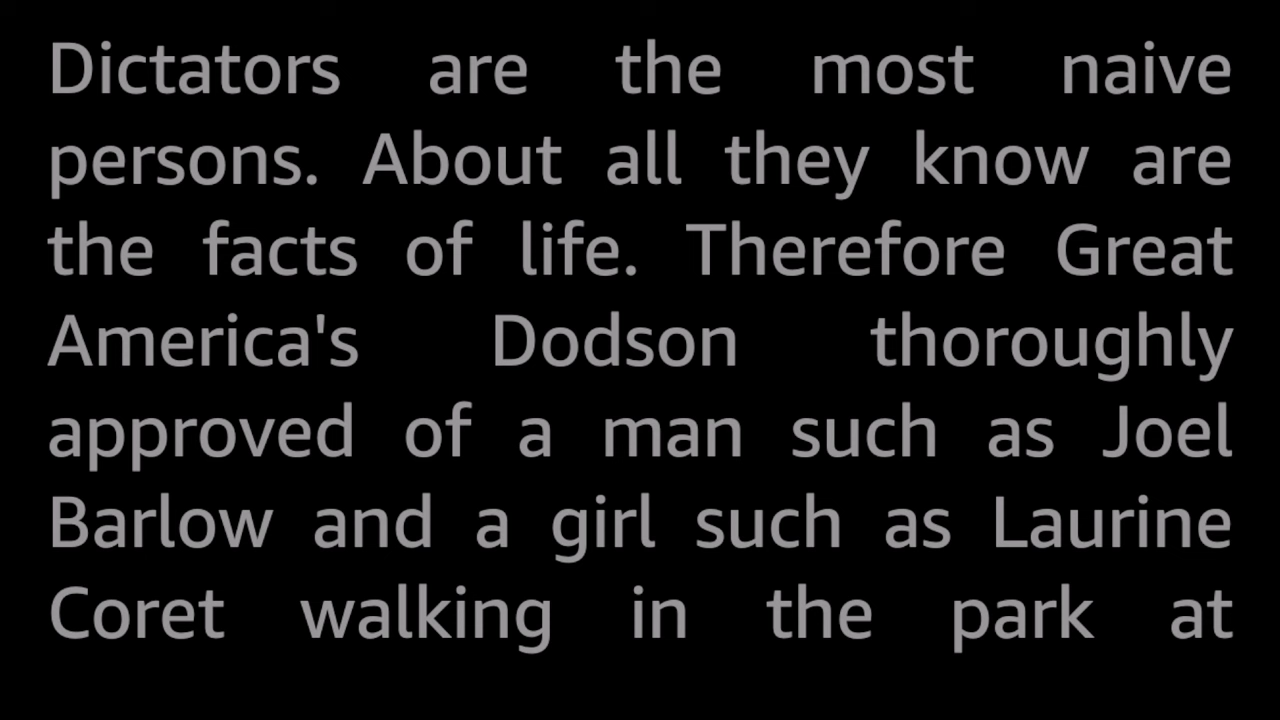 Dictators are the most naive
persons. About all they know are
the facts of life. Therefore Great
America's Dodson thoroughly
approved of a man such as Joel
Barlow and a girl such as Laurine
Coret walking in the park at